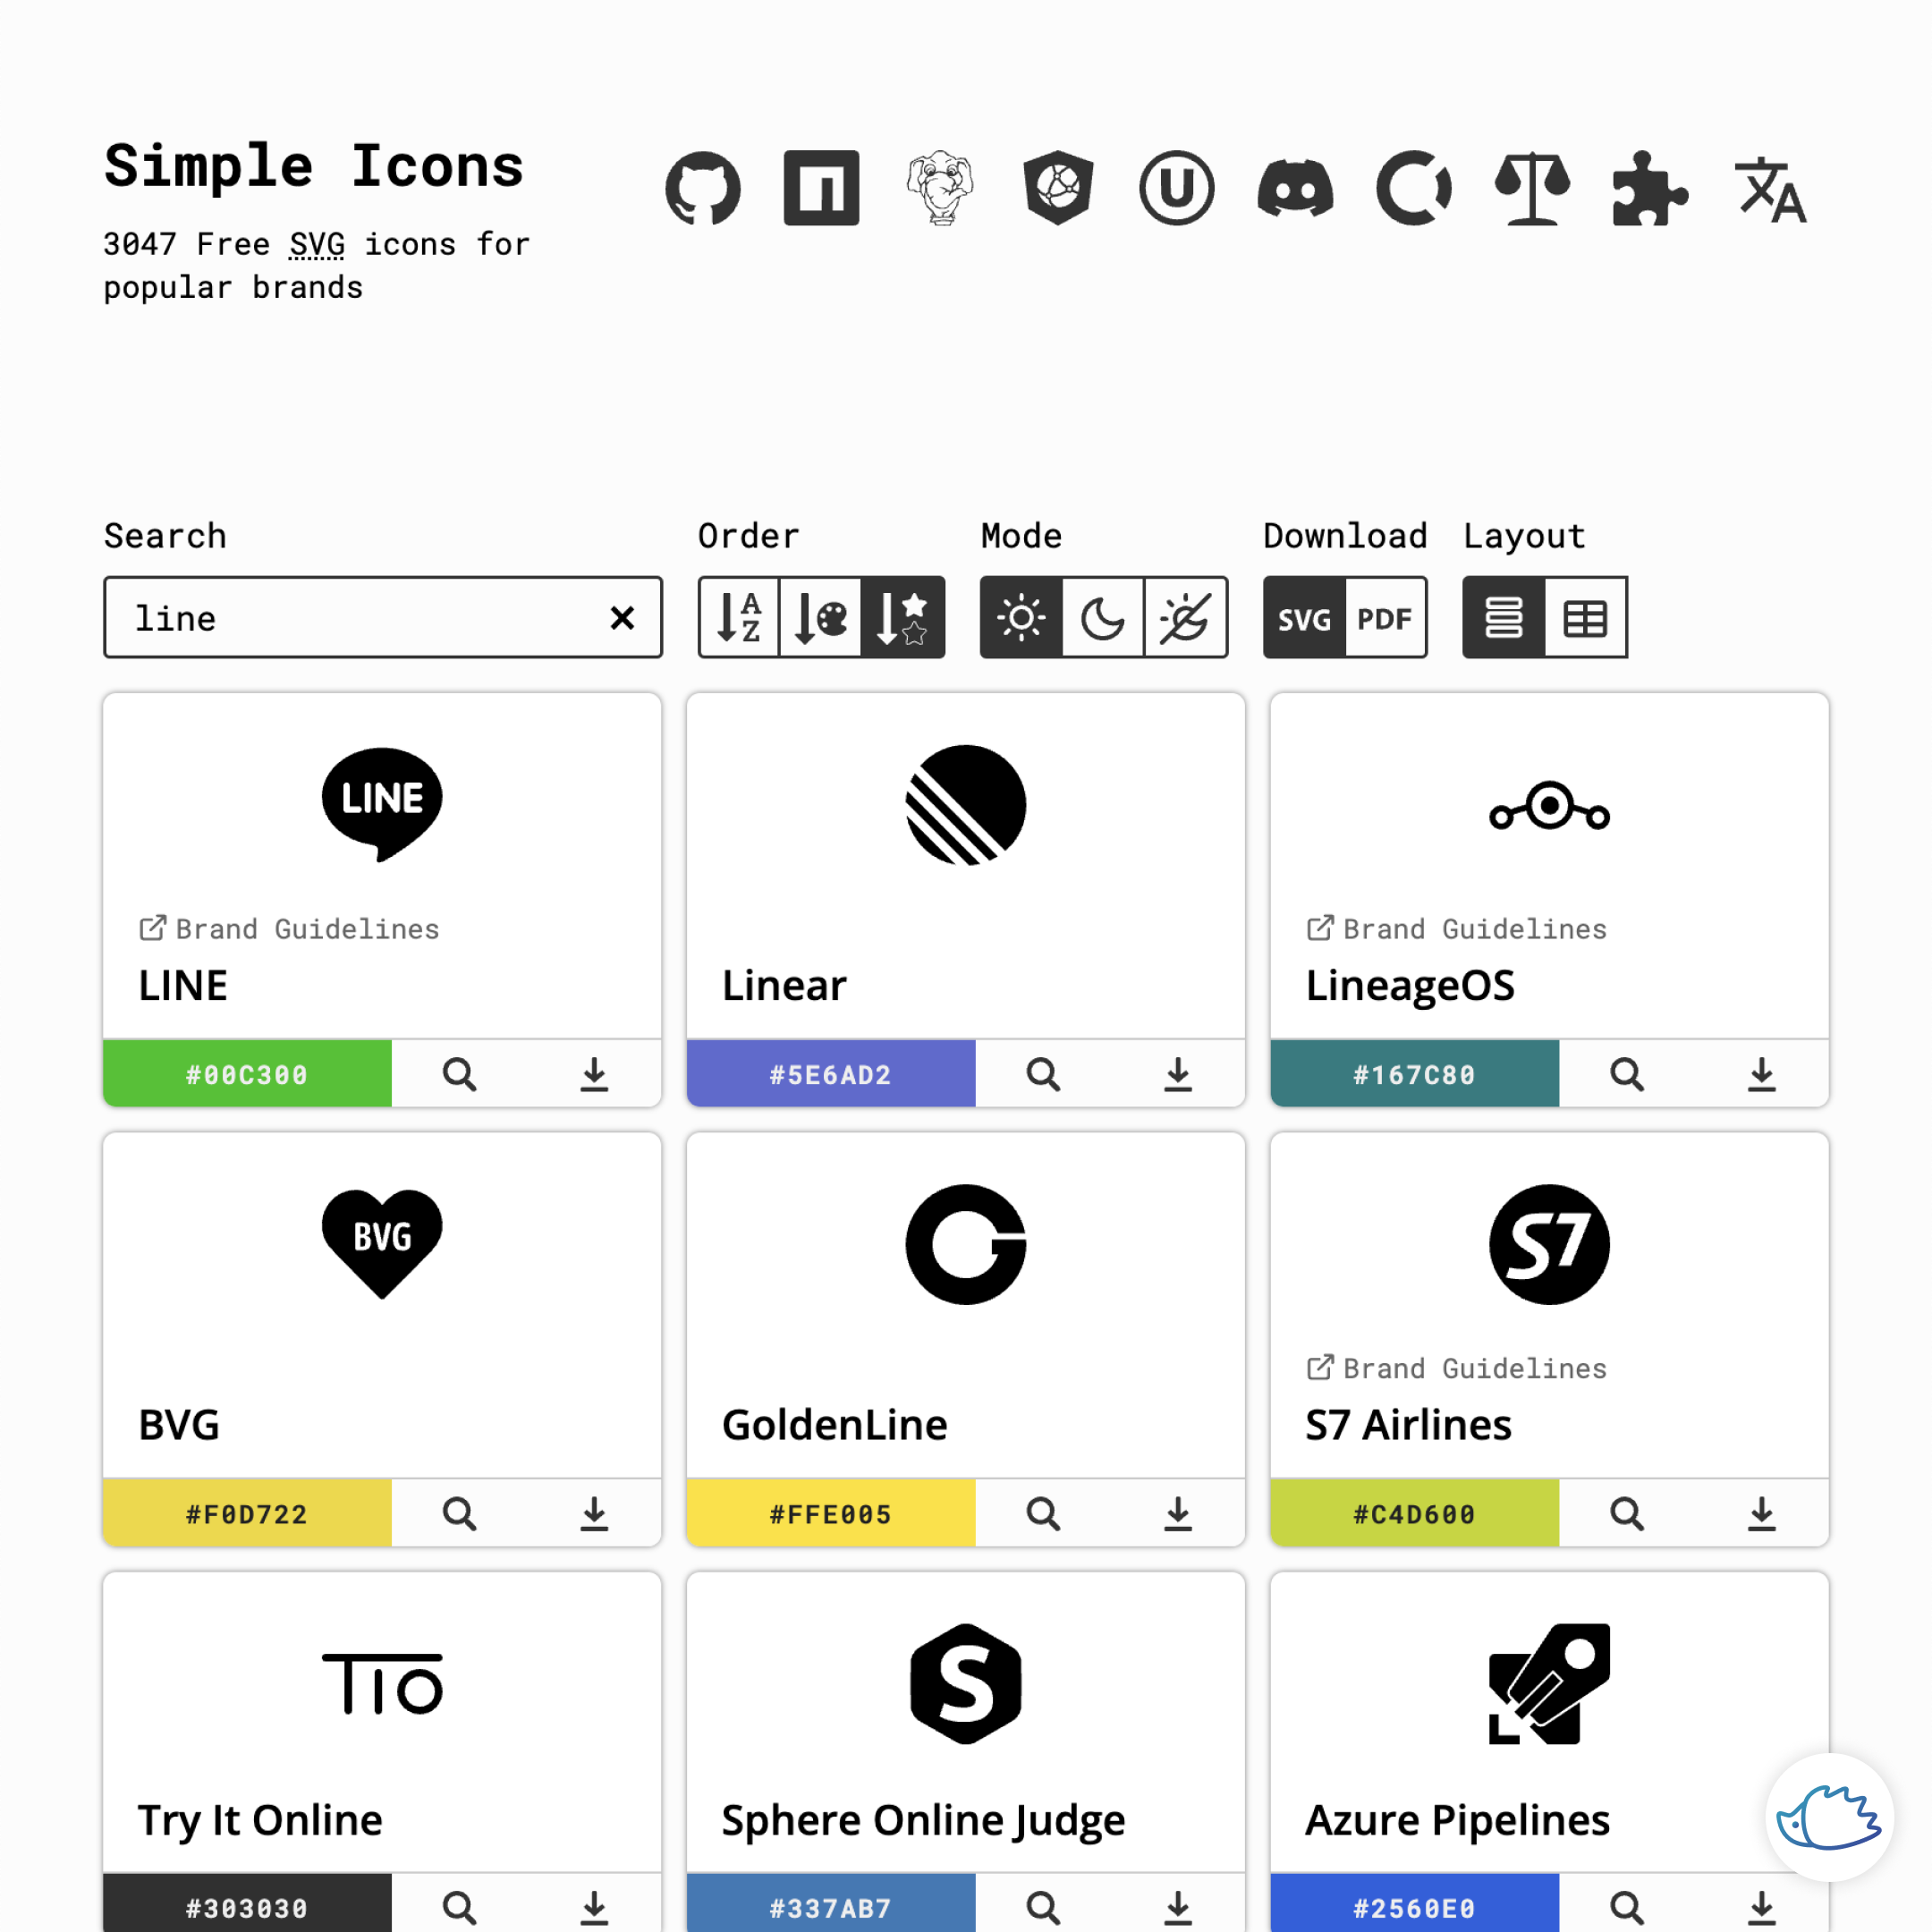 Simple Icons
3047 Free SVG icons for
popular brands
Search
Order
Mode
Download
Layout
line
A
Z
SVG
PDF
LINE
Brand Guidelines
Brand Guidelines
LINE
Linear
LineageOS
#00C300
#5E6AD2
#167C80
BVG
S7
Brand Guidelines
BVG
GoldenLine
S7 Airlines
#F0D722
#FFE005
#C4D600
TIO
S
Try It Online
Sphere Online Judge
Azure Pipelines
#303030
#337AB7
#2560E0